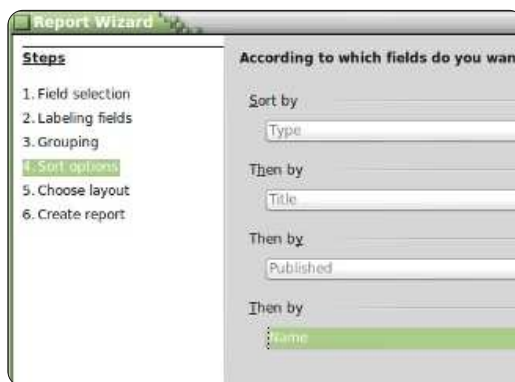 Report Wizard
Steps
1. Field selection
2. Labeling fields
3. Grouping
4. Sort options
5. Choose layout
6. Create report
According to which fields do you wan
Sort by
Type
Then by
Title
Then by
Published
Then by
Name